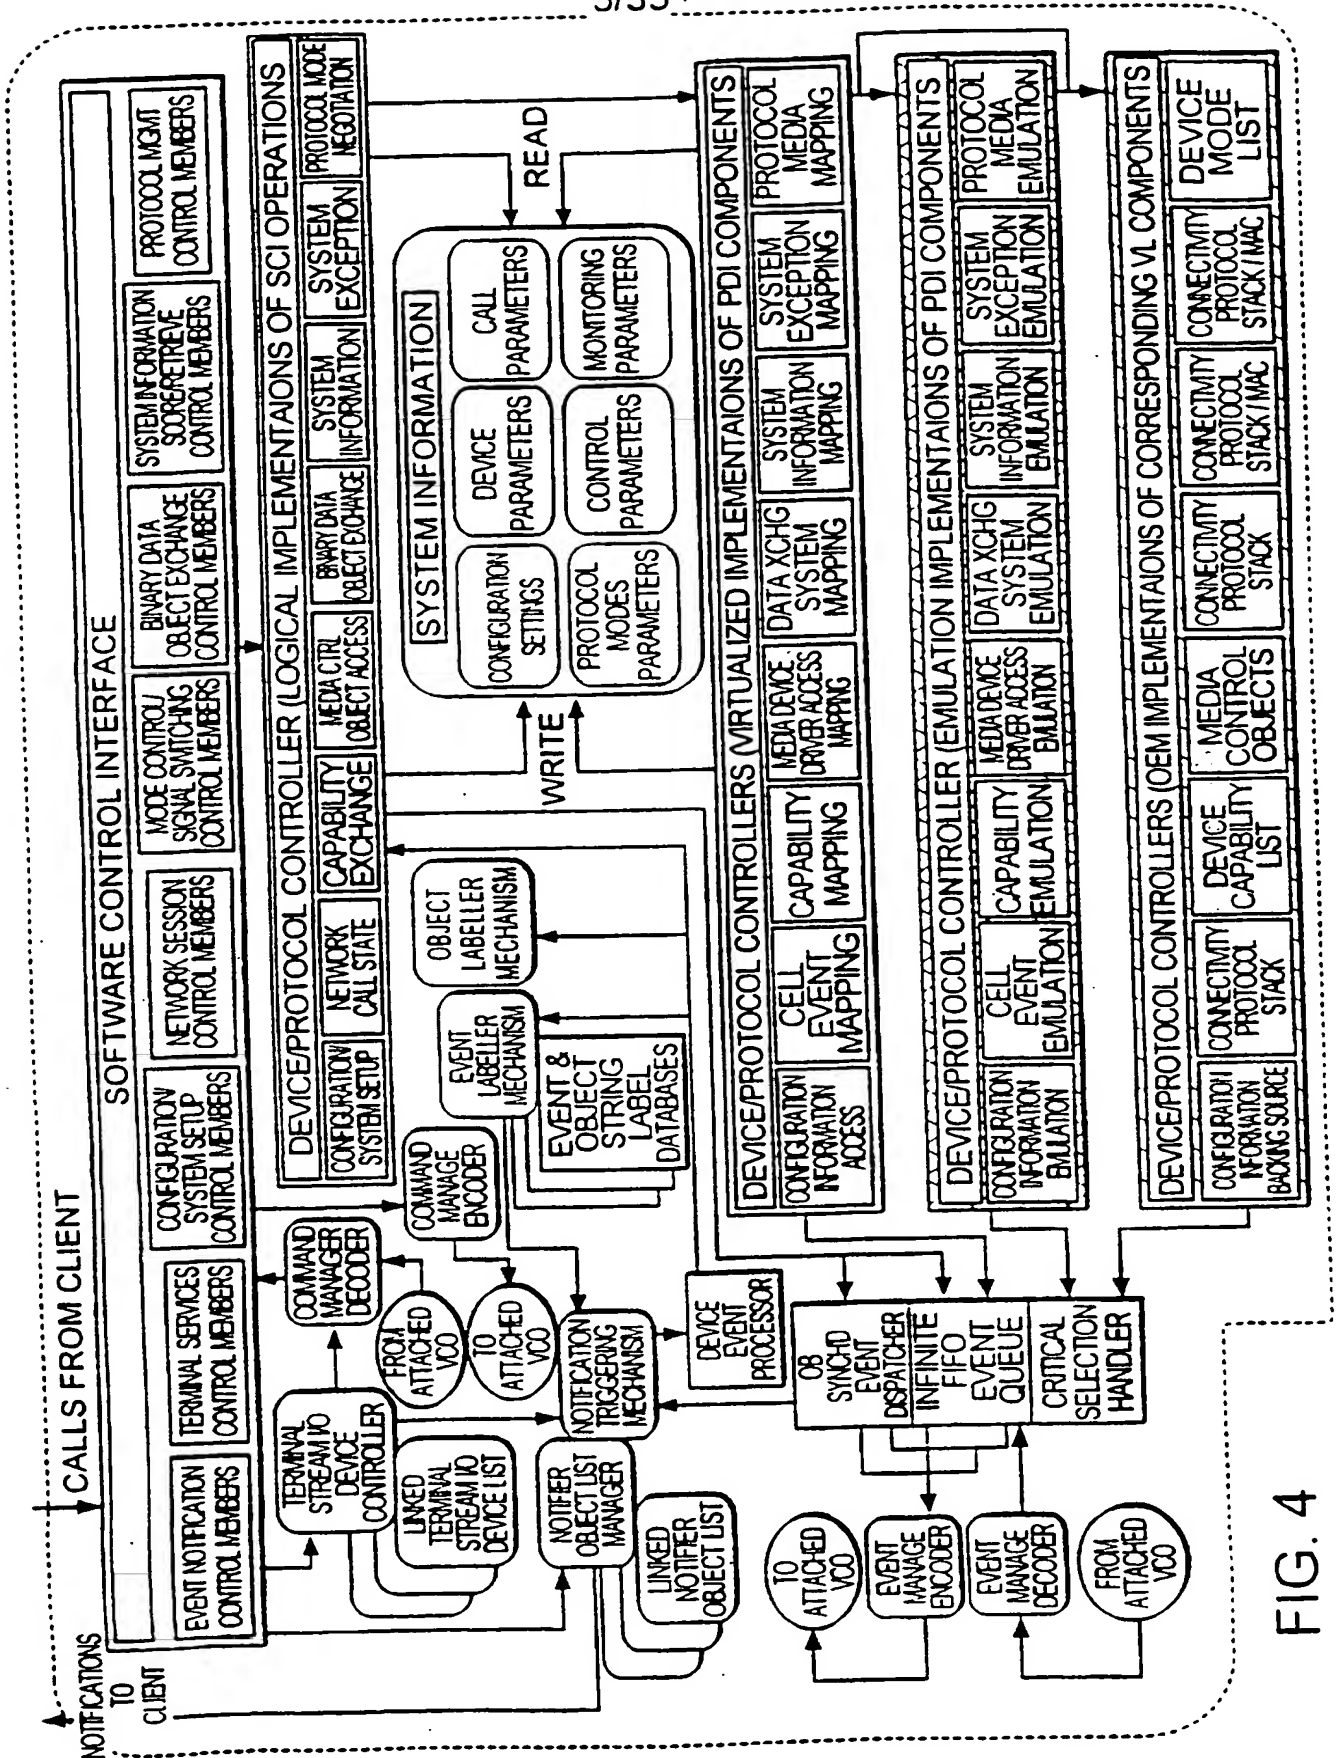 CALLS FROM CLIENT
NOTIFICATIONS
TO
CLIENT
SOFTWARE CONTROL INTERFACE
EVENT NOTIFICATION
CONTROL MEMBERS
TERMINAL SERVICES
CONTROL MEMBERS
CONFIGURATION/
SYSTEM SETUP
CONTROL MEMBERS
NETWORK SESSION
CONTROL MEMBERS
MODE CONTROL/
SIGNAL SWITCHING
CONTROL MEMBERS
BINARY DATA
OBJECT EXCHANGE
CONTROL MEMBERS
SYSTEM INFORMATION
SCORE/RETRIEVE
CONTROL MEMBERS
PROTOCOL MGMT
CONTROL MEMBERS
DEVICE/PROTOCOL CONTROLLER (LOGICAL IMPLEMENTAIONS OF SCI OPERATIONS
CONFIGURATION/
SYSTEM SETUP
NETWORK
CALL STATE
CAPABILITY
EXCHANGE
MEDIA CTRL
OBJECT ACCESS
BINARY DATA
OBJECT EXCHANGE
SYSTEM
INFORMATION
SYSTEM
EXCEPTION
PROTOCOL MODE
NEGOTIATION
TERMINAL
STREAM I/O
DEVICE
CONTROLLER
LINKED
TERMINAL
STREAM I/O
DEVICE LIST
COMMAND
MANAGER
DECODER
FROM
ATTACHED
VCO
COMMAND
MANAGE
ENCODER
TO
ATTACHED
VCO
EVENT
LABELLER
MECHANISM
OBJECT
LABELLER
MECHANISM
EVENT &
OBJECT
STRING
LABEL
DATABASES
WRITE
READ
SYSTEM INFORMATION
CONFIGURATION
SETTINGS
DEVICE
PARAMETERS
CALL
PARAMETERS
PROTOCOL
MODES
PARAMETERS
CONTROL
PARAMETERS
MONITORING
PARAMETERS
NOTIFIER
OBJECT LIST
MANAGER
LINKED
NOTIFIER
OBJECT LIST
NOTIFICATION
TRIGGERING
MECHANISM
DEVICE
EVENT
PROCESSOR
DEVICE/PROTOCOL CONTROLLERS (VIRTUALIZED IMPLEMENTAIONS OF PDI COMPONENTS
CONFIGURATION
INFORMATION
ACCESS
CELL
EVENT
MAPPING
CAPABILITY
MAPPING
MEDIA DEVICE
DRIVER ACCESS
MAPPING
DATA XCHG
SYSTEM
MAPPING
SYSTEM
INFORMATION
MAPPING
SYSTEM
EXCEPTION
MAPPING
PROTOCOL
MEDIA
MAPPING
OB
SYNCHD
EVENT
DISPATCHER
INFINITE
FIFO
EVENT
QUEUE
CRITICAL
SELECTION
HANDLER
DEVICE/PROTOCOL CONTROLLER (EMULATION IMPLEMENTAIONS OF PDI COMPONENTS
CONFIGURATION
INFORMATION
EMULATION
CELL
EVENT
EMULATION
CAPABILITY
EMULATION
MEDIA DEVICE
DRIVER ACCESS
EMULATION
DATA XCHG
SYSTEM
EMULATION
SYSTEM
INFORMATION
EMULATION
SYSTEM
EXCEPTION
EMULATION
PROTOCOL
MEDIA
EMULATION
TO
ATTACHED
VCO
EVENT
MANAGE
ENCODER
EVENT
MANAGE
DECODER
FROM
ATTACHED
VCO
DEVICE/PROTOCOL CONTROLLERS (OEM IMPLEMENTAIONS OF CORRESPONDING VL COMPONENTS
CONFIGURATION
INFORMATION
BACKING SOURCE
CONNECTIVITY
PROTOCOL
STACK
DEVICE
CAPABILITY
LIST
MEDIA
CONTROL
OBJECTS
CONNECTIVITY
PROTOCOL
STACK
CONNECTIVITY
PROTOCOL
STACK/MAC
CONNECTIVITY
PROTOCOL
STACK/MAC
DEVICE
MODE
LIST
FIG. 4